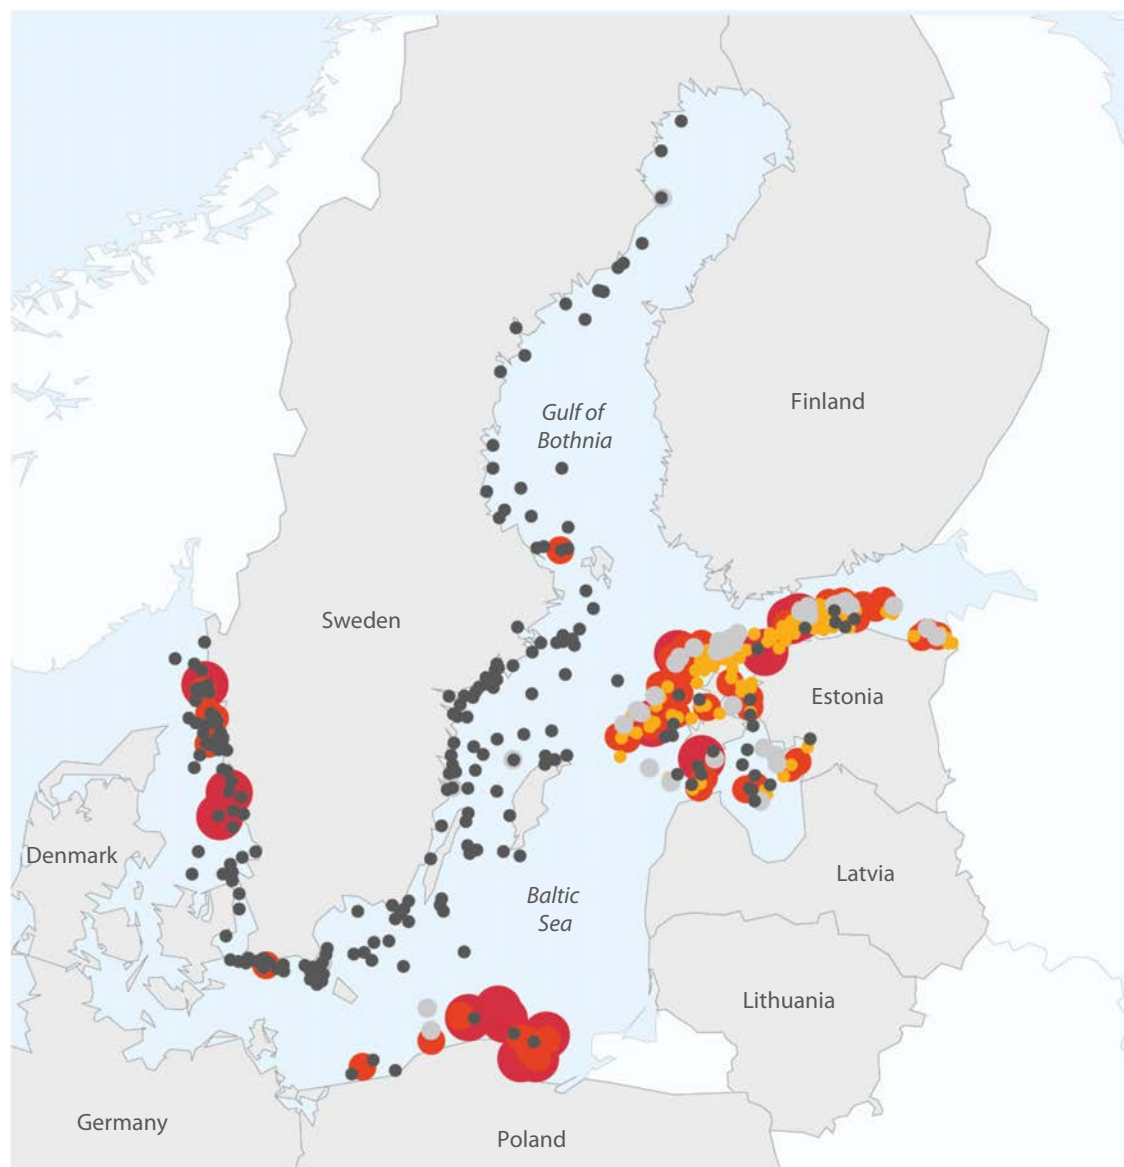 Gulf of
Bothnia
Finland
Sweden
Estonia
Denmark
Latvia
Baltic
Sea
Lithuania
Germany
Poland